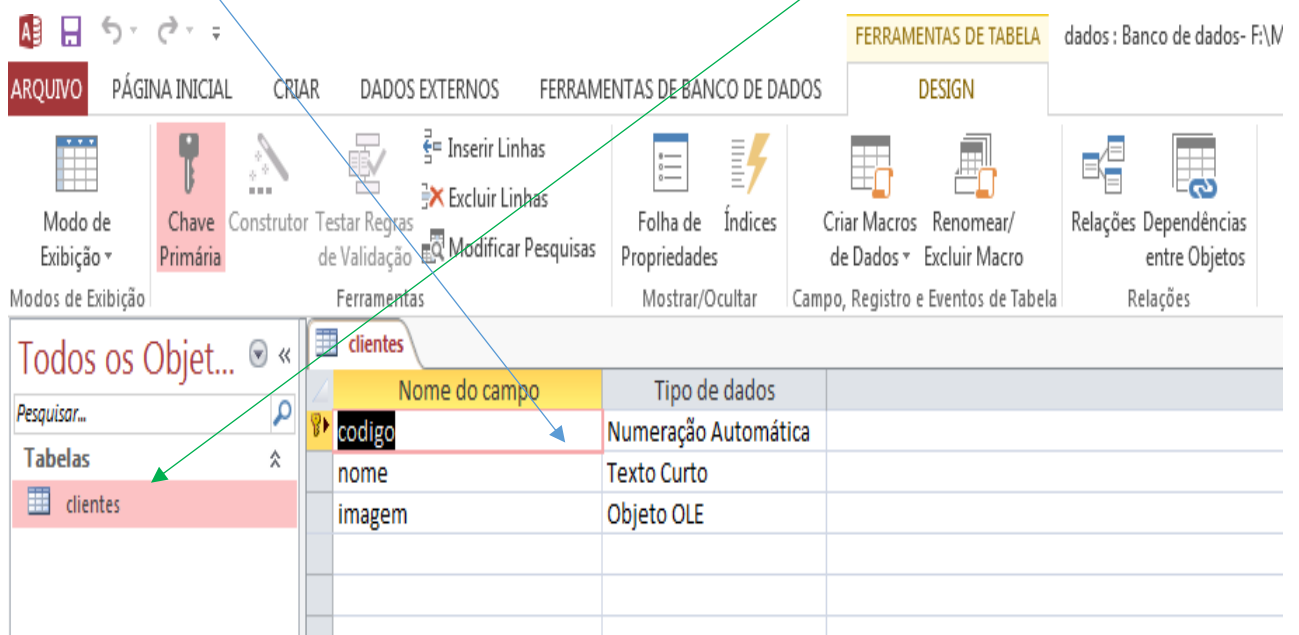 FERRAMENTAS DE TABELA dados : Banco de dados- F:\M
ARQUIVO PÁGINA INICIAL CRIAR DADOS EXTERNOS FERRAMENTAS DE BANCO DE DADOS DESIGN
Modo de Exibição
Chave Primária
Construtor
Testar Regras de Validação
Inserir Linhas
Excluir Linhas
Modificar Pesquisas
Folha de Propriedades
Índices
Criar Macros de Dados
Renomear/ Excluir Macro
Relações
Dependências entre Objetos
Modos de Exibição Ferramentas Mostrar/Ocultar Campo, Registro e Eventos de Tabela Relações
Todos os Objet... «
Pesquisar...
Tabelas
clientes
clientes
Nome do campo Tipo de dados
codigo Numeração Automática
nome Texto Curto
imagem Objeto OLE